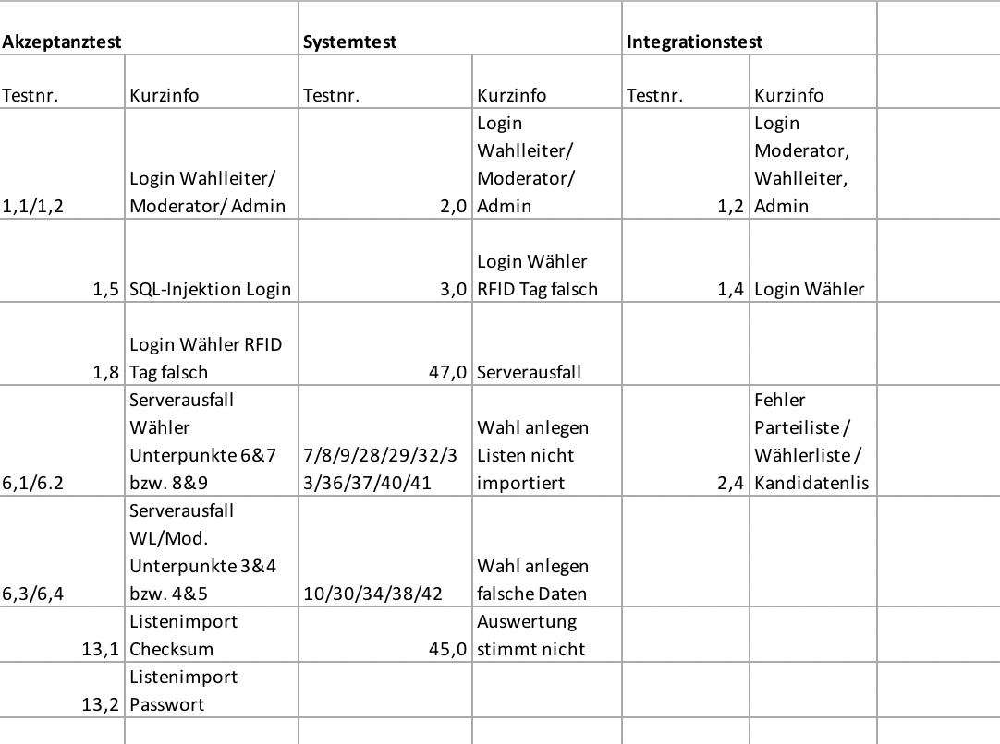 Akzeptanztest Systemtest Integrationstest
Testnr. Kurzinfo Testnr. Kurzinfo Testnr. Kurzinfo
1,1/1,2
Login Wahlleiter/
Moderator/ Admin
2,0
Login
Wahlleiter/
Moderator/
Admin
1,2
Login
Moderator,
Wahlleiter,
Admin
1,5
SQL-Injektion Login
3,0
Login Wähler
RFID Tag falsch
1,4
Login Wähler
1,8
Login Wähler RFID
Tag falsch
47,0
Serverausfall
6,1/6.2
Serverausfall
Wähler
Unterpunkte 6&7
bzw. 8&9
7/8/9/28/29/32/3
3/36/37/40/41
Wahl anlegen
Listen nicht
importiert
2,4
Fehler
Parteiliste /
Wählerliste /
Kandidatenlis
6,3/6,4
Serverausfall
WL/Mod.
Unterpunkte 3&4
bzw. 4&5
10/30/34/38/42
Wahl anlegen
falsche Daten
13,1
Listenimport
Checksum
45,0
Auswertung
stimmt nicht
13,2
Listenimport
Passwort